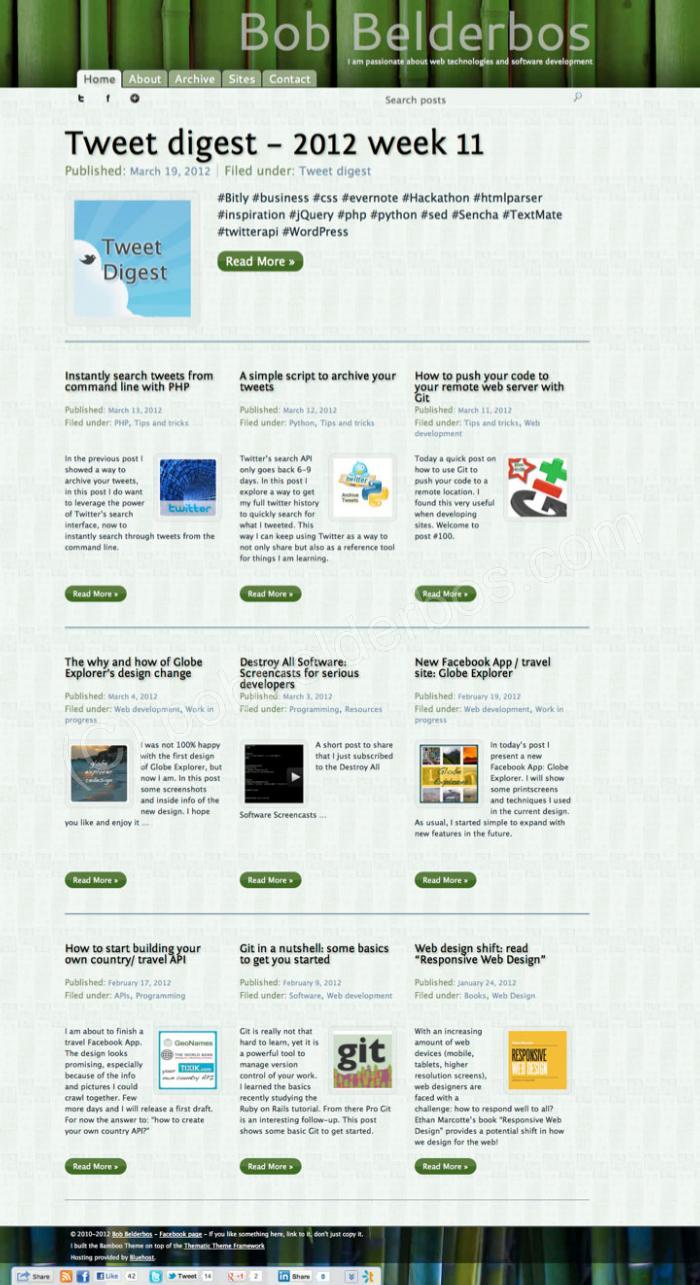 Bob Belderbos
I am passionate about web technologies and software development
Home About Archive Sites Contact
Search posts
Tweet digest – 2012 week 11
Published: March 19, 2012 | Filed under: Tweet digest
Tweet
Digest
#Bitly #business #css #evernote #Hackathon #htmlparser
#inspiration #jQuery #php #python #sed #Sencha #TextMate
#twitterapi #WordPress
Read More »
Instantly search tweets from
command line with PHP
Published: March 13, 2012
Filed under: PHP, Tips and tricks
In the previous post I
showed a way to
archive your tweets,
in this post I do want
to leverage the power
of Twitter's search
interface, now to
instantly search through tweets from the
command line.
twitter
Read More »
A simple script to archive your
tweets
Published: March 12, 2012
Filed under: Python, Tips and tricks
Twitter's search API
only goes back 6-9
days. In this post I
explore a way to get
my full twitter history
to quickly search for
what I tweeted. This
way I can keep using Twitter as a way to
not only share but also as a reference tool
for things I am learning.
twitter
Archive
Tweets
Read More »
How to push your code to
your remote web server with
Git
Published: March 11, 2012
Filed under: Tips and tricks, Web
development
Today a quick post on
how to use Git to
push your code to a
remote location. I
found this very useful
when developing
sites. Welcome to
post #100.
Read More »
The why and how of Globe
Explorer's design change
Published: March 4, 2012
Filed under: Web development, Work in
progress
I was not 100% happy
with the first design
of Globe Explorer, but
now I am. In this post
some screenshots
and inside info of the
new design. I hope
you like and enjoy it ...
globe
explorer
redesign
Read More »
Destroy All Software:
Screencasts for serious
developers
Published: March 3, 2012
Filed under: Programming, Resources
A short post to share
that I just subscribed
to the Destroy All
Software Screencasts ...
Read More »
New Facebook App / travel
site: Globe Explorer
Published: February 19, 2012
Filed under: Web development, Work in
progress
In today's post I
present a new
Facebook App: Globe
Explorer. I will show
some printscreens
and techniques I used
in the current design.
As usual, I started simple to expand with
new features in the future.
Globe
Explorer
Read More »
How to start building your
own country/ travel API
Published: February 17, 2012
Filed under: APIs, Programming
I am about to finish a
travel Facebook App.
The design looks
promising, especially
because of the info
and pictures I could
crawl together. Few
more days and I will release a first draft.
For now the answer to: "how to create
your own country API?"
GeoNames
THE WORLD BANK
your TIXIK.com
own country API?
Read More »
Git in a nutshell: some basics
to get you started
Published: February 9, 2012
Filed under: Software, Web development
Git is really not that
hard to learn, yet it is
a powerful tool to
manage version
control of your work.
I learned the basics
recently studying the
Ruby on Rails tutorial. From there Pro Git
is an interesting follow-up. This post
shows some basic Git to get started.
git
Read More »
Web design shift: read
“Responsive Web Design”
Published: January 24, 2012
Filed under: Books, Web Design
With an increasing
amount of web
devices (mobile,
tablets, higher
resolution screens),
web designers are
faced with a
challenge: how to respond well to all?
Ethan Marcotte's book "Responsive Web
Design" provides a potential shift in how
we design for the web!
RESPONSIVE
WEB DESIGN
Read More »
© 2010-2012 Bob Belderbos - Facebook page - If you like something here, link to it, don't just copy it.
I built the Bamboo Theme on top of the Thematic Theme Framework
Hosting provided by Bluehost.
Share Like 42 Tweet 14 +1 2 Share 0